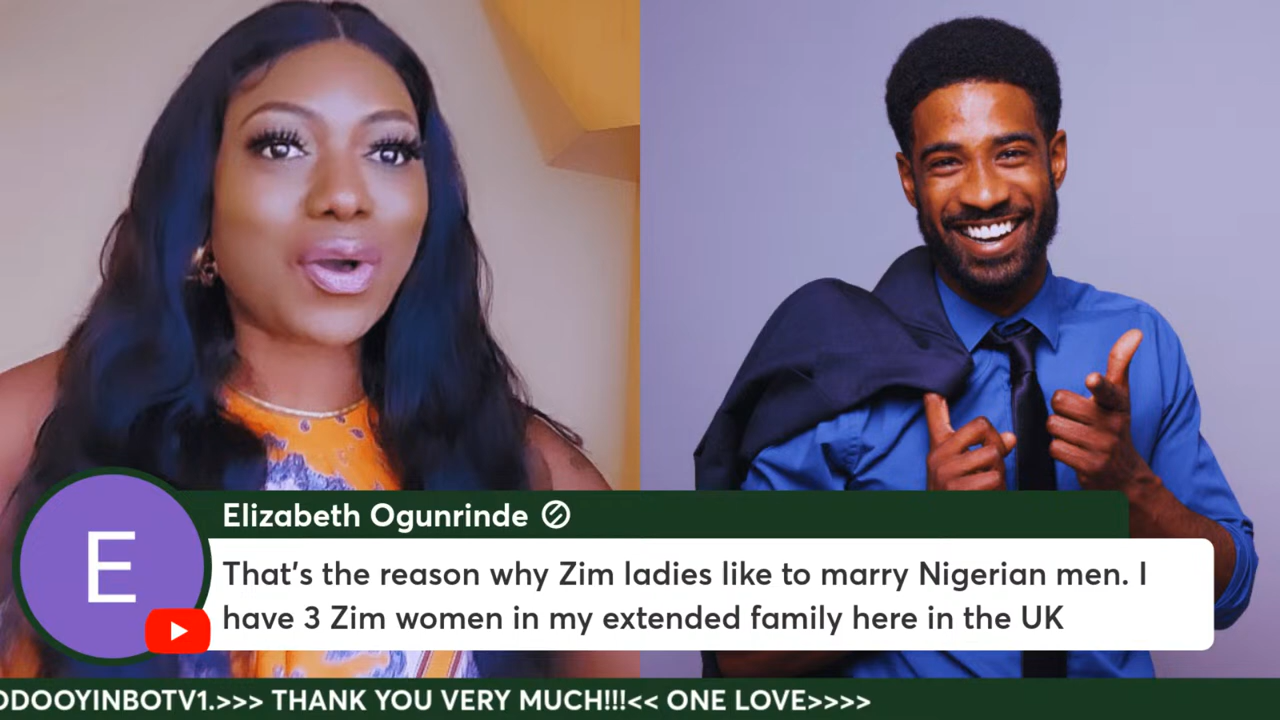 Elizabeth Ogunrinde
E
That's the reason why Zim ladies like to marry Nigerian men. I
have 3 Zim women in my extended family here in the UK
DOOYINBOTV1.>>> THANK YOU VERY MUCH!!!<< ONE LOVE>>>>